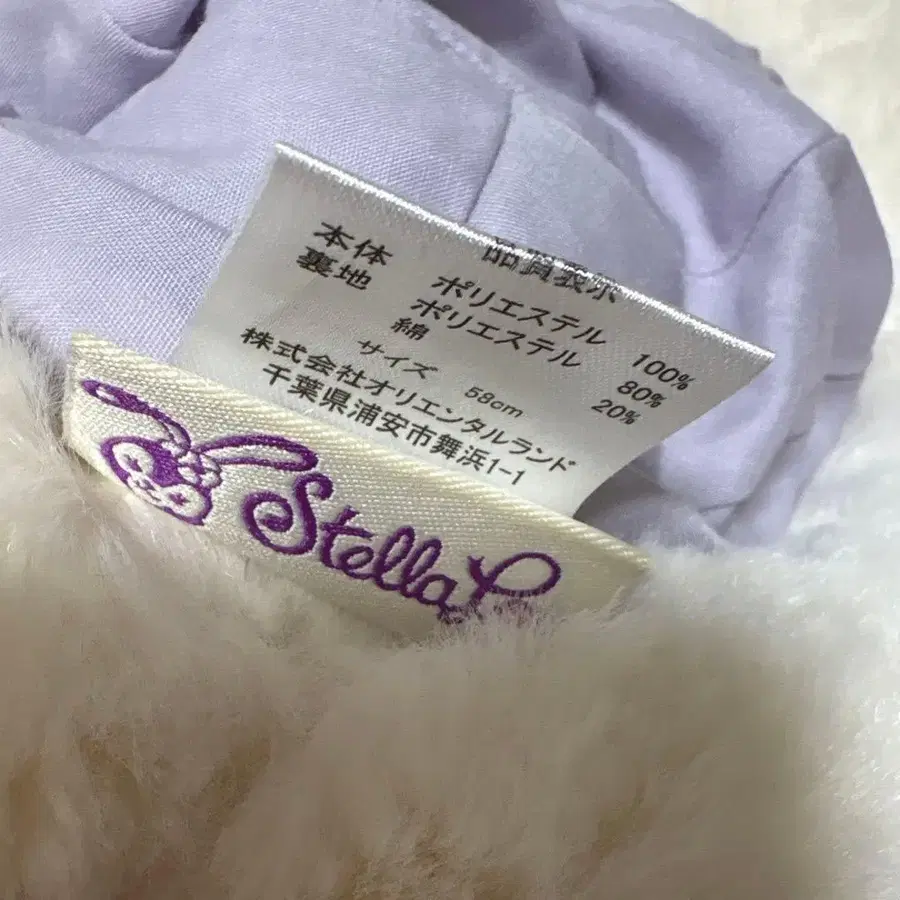 品質表示
本体 ポリエステル 100%
裏地 ポリエステル 80%
綿 20%
サイズ 58cm
株式会社オリエンタルランド
千葉県浦安市舞浜1-1
Stella